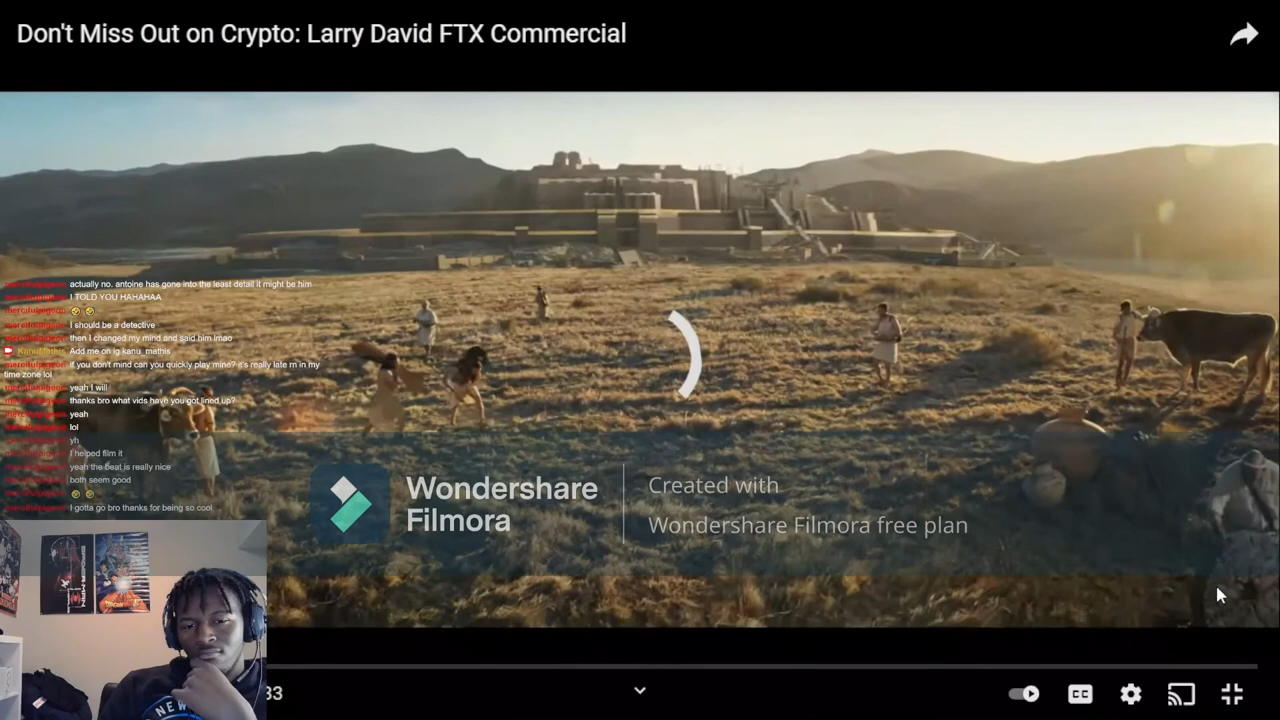 Don't Miss Out on Crypto: Larry David FTX Commercial
actually no. antoine has gone into the least detail it might be him
I TOLD YOU HAHAHAA
I should be a detective
then I changed my mind and said him lmao
KanuMathis Add me on ig kanu_mathis
if you don't mind can you quickly play mine? it's really late rn in my
time zone lol
yeah I will
thanks bro what vids have you got lined up?
yeah
lol
yh
I helped film it
yeah the beat is really nice
both seem good
I gotta go bro thanks for being so cool
Wondershare
Filmora
Created with
Wondershare Filmora free plan
33
CC
NEW